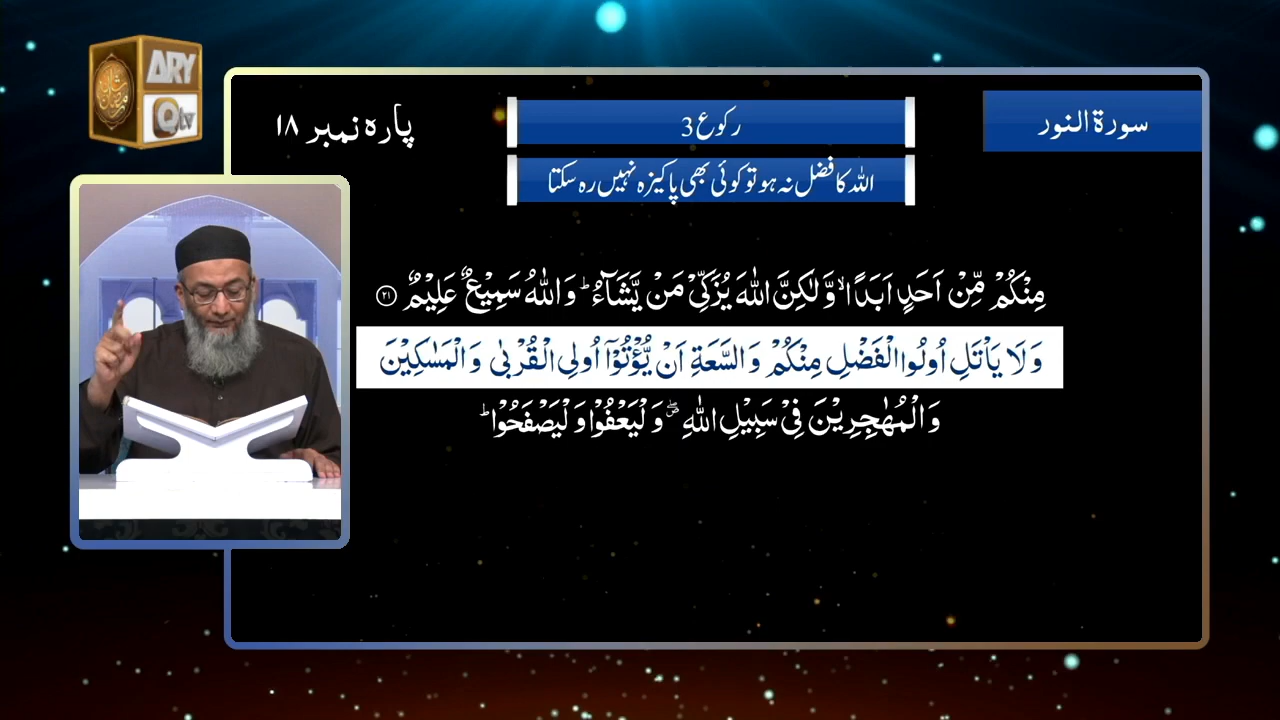 ARY
Qtv
سورۃ النور
رکوع 3
پارہ نمبر ۱۸
اللہ کا فضل نہ ہو تو کوئی بھی پاکیزہ نہیں رہ سکتا
مِنْكُمْ مِّنْ اَحَدٍ اَبَدًا ۙ وَّلٰكِنَّ اللّٰهَ يُزَكِّيْ مَنْ يَّشَآءُ ؕ وَاللّٰهُ سَمِيْعٌ عَلِيْمٌ ﴿۲۱﴾
وَلَا يَاْتَلِ اُولُوا الْفَضْلِ مِنْكُمْ وَالسَّعَةِ اَنْ يُّؤْتُوْۤا اُولِى الْقُرْبٰى وَالْمَسٰكِيْنَ
وَالْمُهٰجِرِيْنَ فِىْ سَبِيْلِ اللّٰهِ ۖ وَلْيَعْفُوْا وَلْيَصْفَحُوْا ؕ